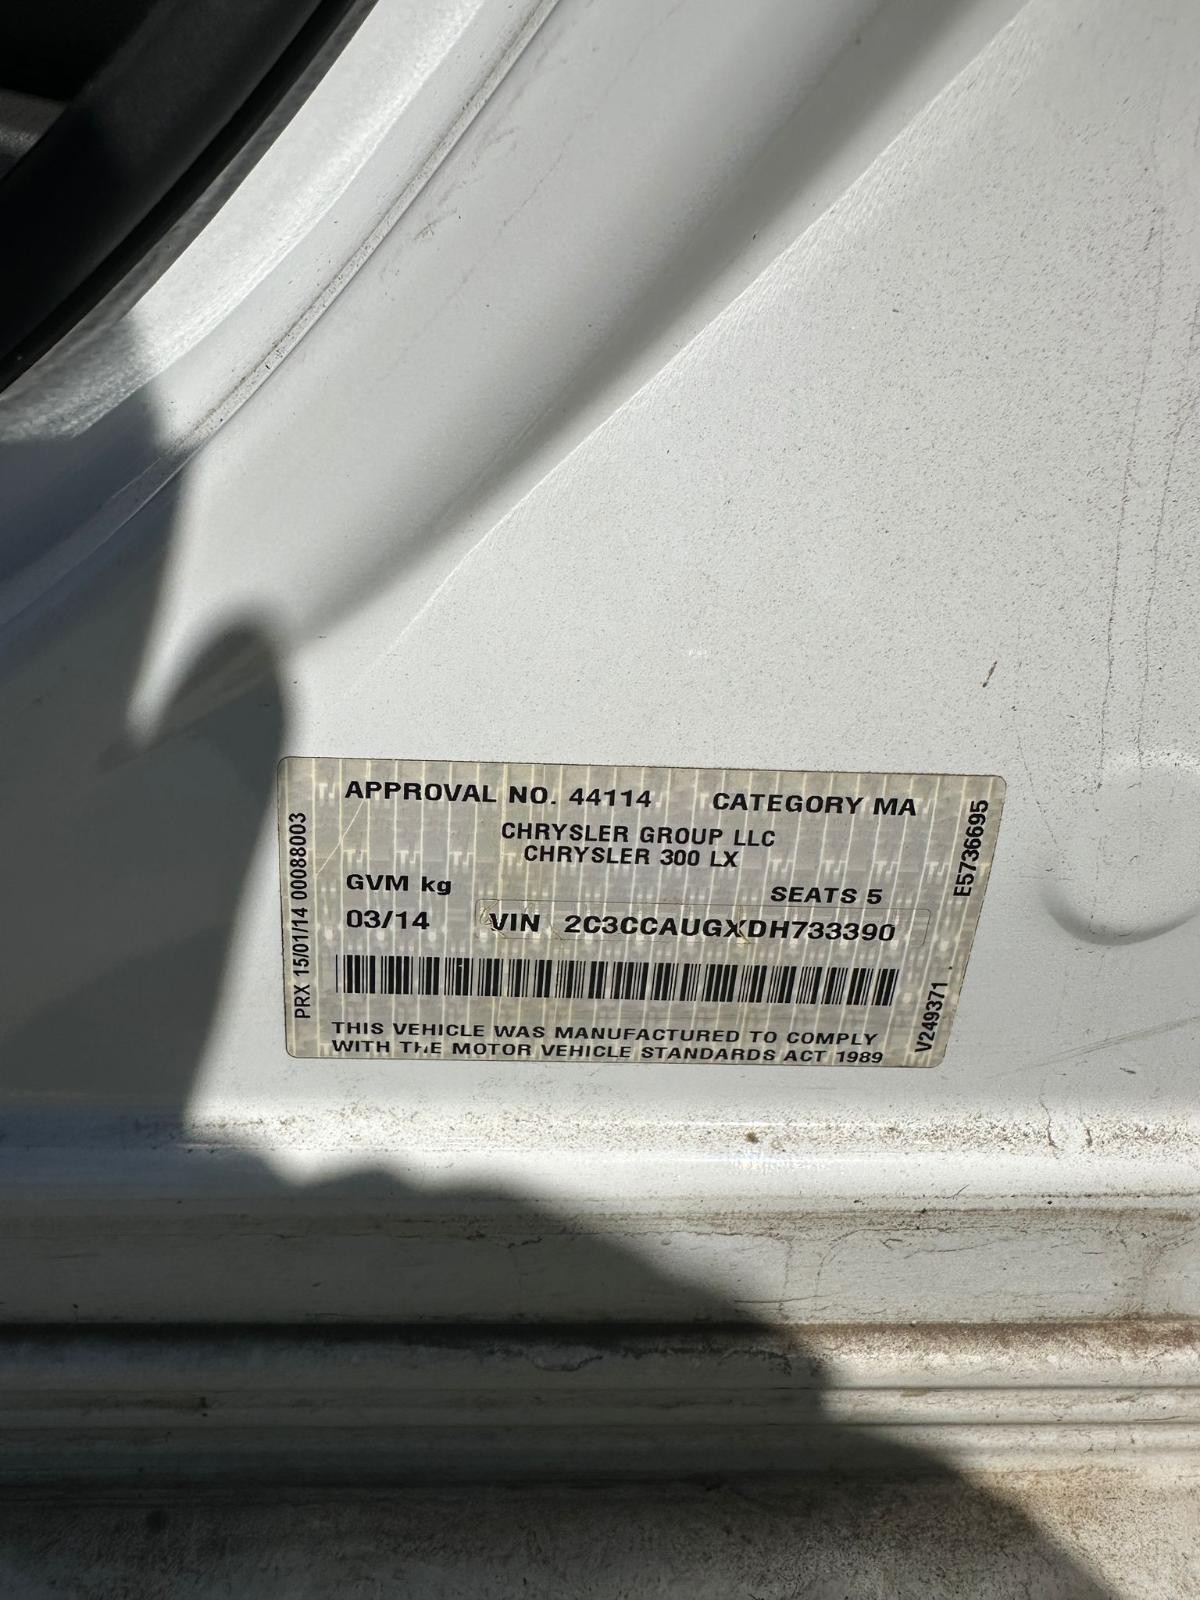 APPROVAL NO. 44114 CATEGORY MA
CHRYSLER GROUP LLC
CHRYSLER 300 LX
GVM kg SEATS 5
03/14 VIN 2C3CCAUGXDH733390
THIS VEHICLE WAS MANUFACTURED TO COMPLY
WITH THE MOTOR VEHICLE STANDARDS ACT 1989
PRX 15/01/14 00088003
E5736695
V249371